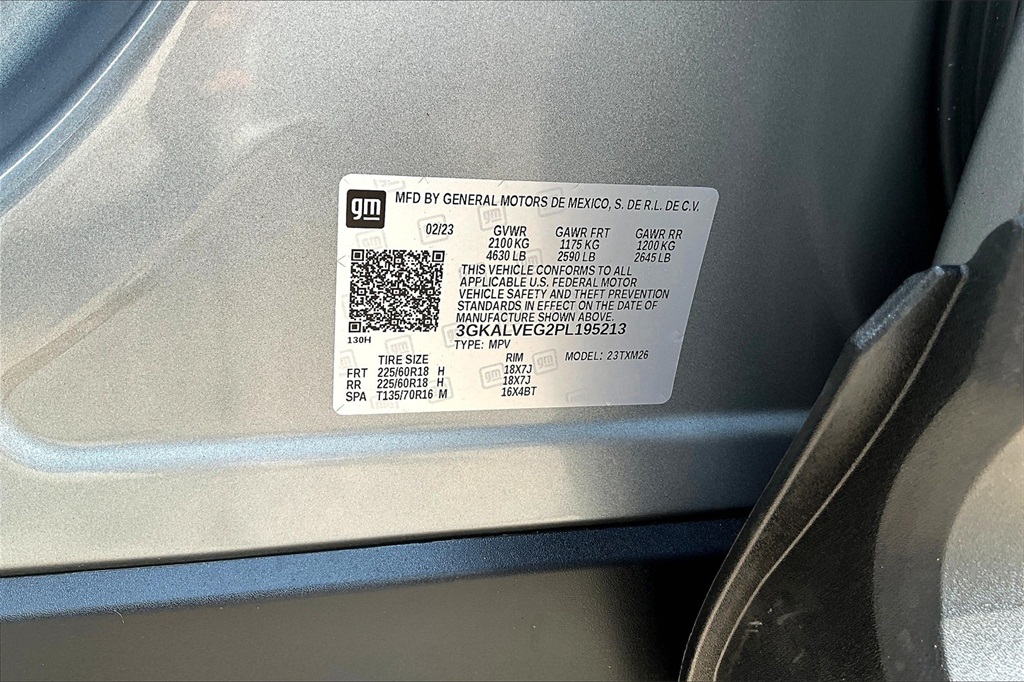 gm MFD BY GENERAL MOTORS DE MEXICO, S. DE R.L. DE C.V.
02/23 GVWR GAWR FRT GAWR RR
2100 KG 1175 KG 1200 KG
4630 LB 2590 LB 2645 LB
THIS VEHICLE CONFORMS TO ALL
APPLICABLE U.S. FEDERAL MOTOR
VEHICLE SAFETY AND THEFT PREVENTION
STANDARDS IN EFFECT ON THE DATE OF
MANUFACTURE SHOWN ABOVE.
3GKALVEG2PL195213
130H
TYPE: MPV MODEL: 23TXM26
TIRE SIZE RIM
FRT 225/60R18 H 18X7J
RR 225/60R18 H 18X7J
SPA T135/70R16 M 16X4BT